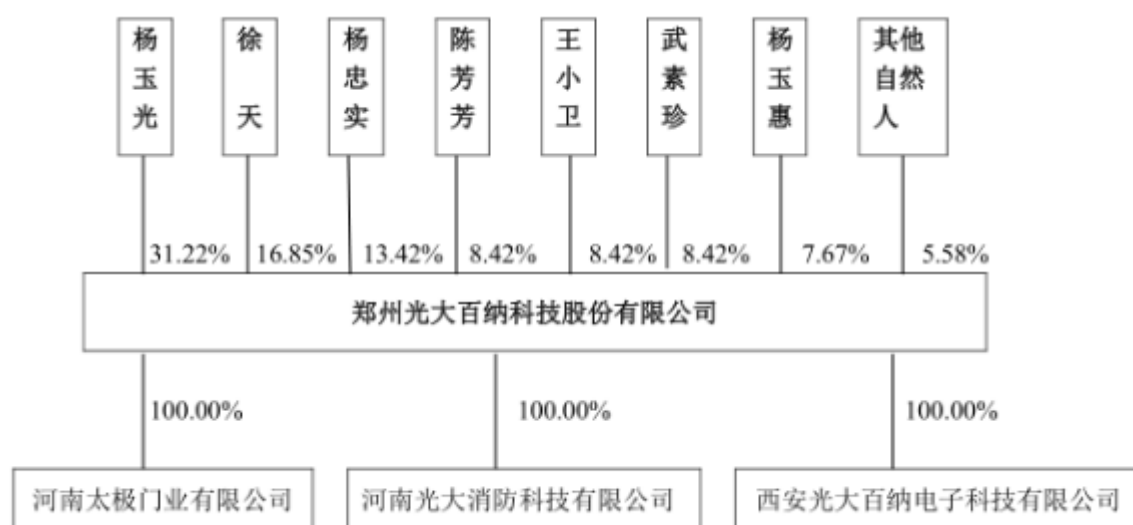 杨玉光
徐天
杨忠实
陈芳芳
王小卫
武素珍
杨玉惠
其他
自然
人
31.22%
16.85%
13.42%
8.42%
8.42%
8.42%
7.67%
5.58%
郑州光大百纳科技股份有限公司
100.00%
100.00%
100.00%
河南太极门业有限公司
河南光大消防科技有限公司
西安光大百纳电子科技有限公司